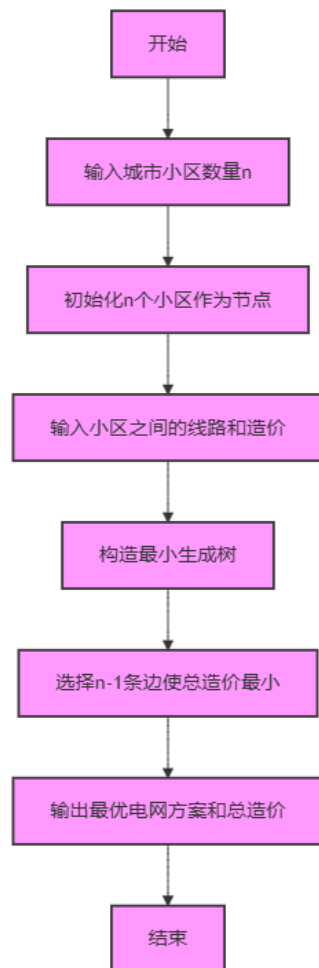 开始
输入城市小区数量n
初始化n个小区作为节点
输入小区之间的线路和造价
构造最小生成树
选择n-1条边使总造价最小
输出最优电网方案和总造价
结束